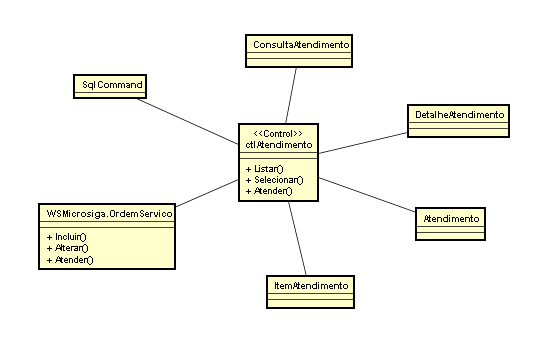 ConsultaAtendimento
SqlCommand
DetalheAtendimento
<<Control>>
ctlAtendimento
+ Listar()
+ Selecionar()
+ Atender()
WSMicrosiga.OrdemServico
+ Incluir()
+ Alterar()
+ Atender()
Atendimento
ItemAtendimento